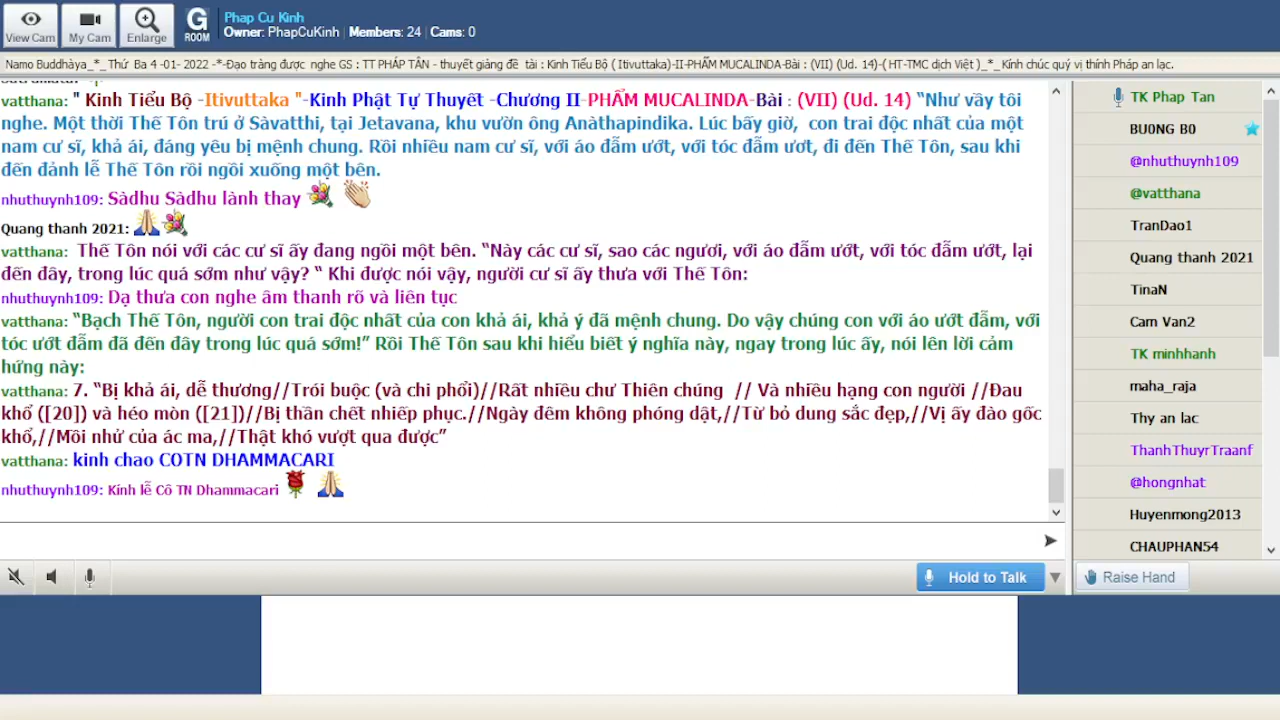 View Cam
My Cam
Enlarge
G
ROOM
Phap Cu Kinh
Owner: PhapCuKinh | Members: 24 | Cams: 0
Namo Buddhàya_*_Thứ Ba 4 -01- 2022 -*-Đạo tràng được nghe GS : TT PHÁP TÂN - thuyết giảng đề tài : Kinh Tiểu Bộ ( Itivuttaka)-II-PHẨM MUCALINDA-Bài : (VII) (Ud. 14)-( HT-TMC dịch Việt )_*_Kính chúc quý vị thính Pháp an lạc.
vatthana: " Kinh Tiểu Bộ -Itivuttaka "-Kinh Phật Tự Thuyết -Chương II-PHẨM MUCALINDA-Bài : (VII) (Ud. 14) “Như vầy tôi
nghe. Một thời Thế Tôn trú ở Sàvatthi, tại Jetavana, khu vườn ông Anàthapindika. Lúc bấy giờ, con trai độc nhất của một
nam cư sĩ, khả ái, đáng yêu bị mệnh chung. Rồi nhiều nam cư sĩ, với áo đẫm ướt, với tóc đẫm ươt, đi đến Thế Tôn, sau khi
đến đảnh lễ Thế Tôn rồi ngồi xuống một bên.
nhuthuynh109: Sàdhu Sàdhu lành thay
Quang thanh 2021:
vatthana: Thế Tôn nói với các cư sĩ ấy đang ngồi một bên. “Này các cư sĩ, sao các ngươi, với áo đẫm ướt, với tóc đẫm ướt, lại
đến đây, trong lúc quá sớm như vậy? “ Khi được nói vậy, người cư sĩ ấy thưa với Thế Tôn:
nhuthuynh109: Dạ thưa con nghe âm thanh rõ và liên tục
vatthana: “Bạch Thế Tôn, người con trai độc nhất của con khả ái, khả ý đã mệnh chung. Do vậy chúng con với áo ướt đẫm, với
tóc ướt đẫm đã đến đây trong lúc quá sớm!” Rồi Thế Tôn sau khi hiểu biết ý nghĩa này, ngay trong lúc ấy, nói lên lời cảm
hứng này:
vatthana: 7. “Bị khả ái, dễ thương//Trói buộc (và chi phối)//Rất nhiều chư Thiên chúng // Và nhiều hạng con người //Đau
khổ ([20]) và héo mòn ([21])//Bị thần chết nhiếp phục.//Ngày đêm không phóng dật,//Từ bỏ dung sắc đẹp,//Vị ấy đào gốc
khổ,//Mồi nhử của ác ma,//Thật khó vượt qua được”
vatthana: kinh chao COTN DHAMMACARI
nhuthuynh109: Kính lễ Cô TN Dhammacari
Hold to Talk
TK Phap Tan
BU0NG B0
@nhuthuynh109
@vatthana
TranDao1
Quang thanh 2021
TinaN
Cam Van2
TK minhhanh
maha_raja
Thy an lac
ThanhThuyrTraanf
@hongnhat
Huyenmong2013
CHAUPHAN54
Raise Hand